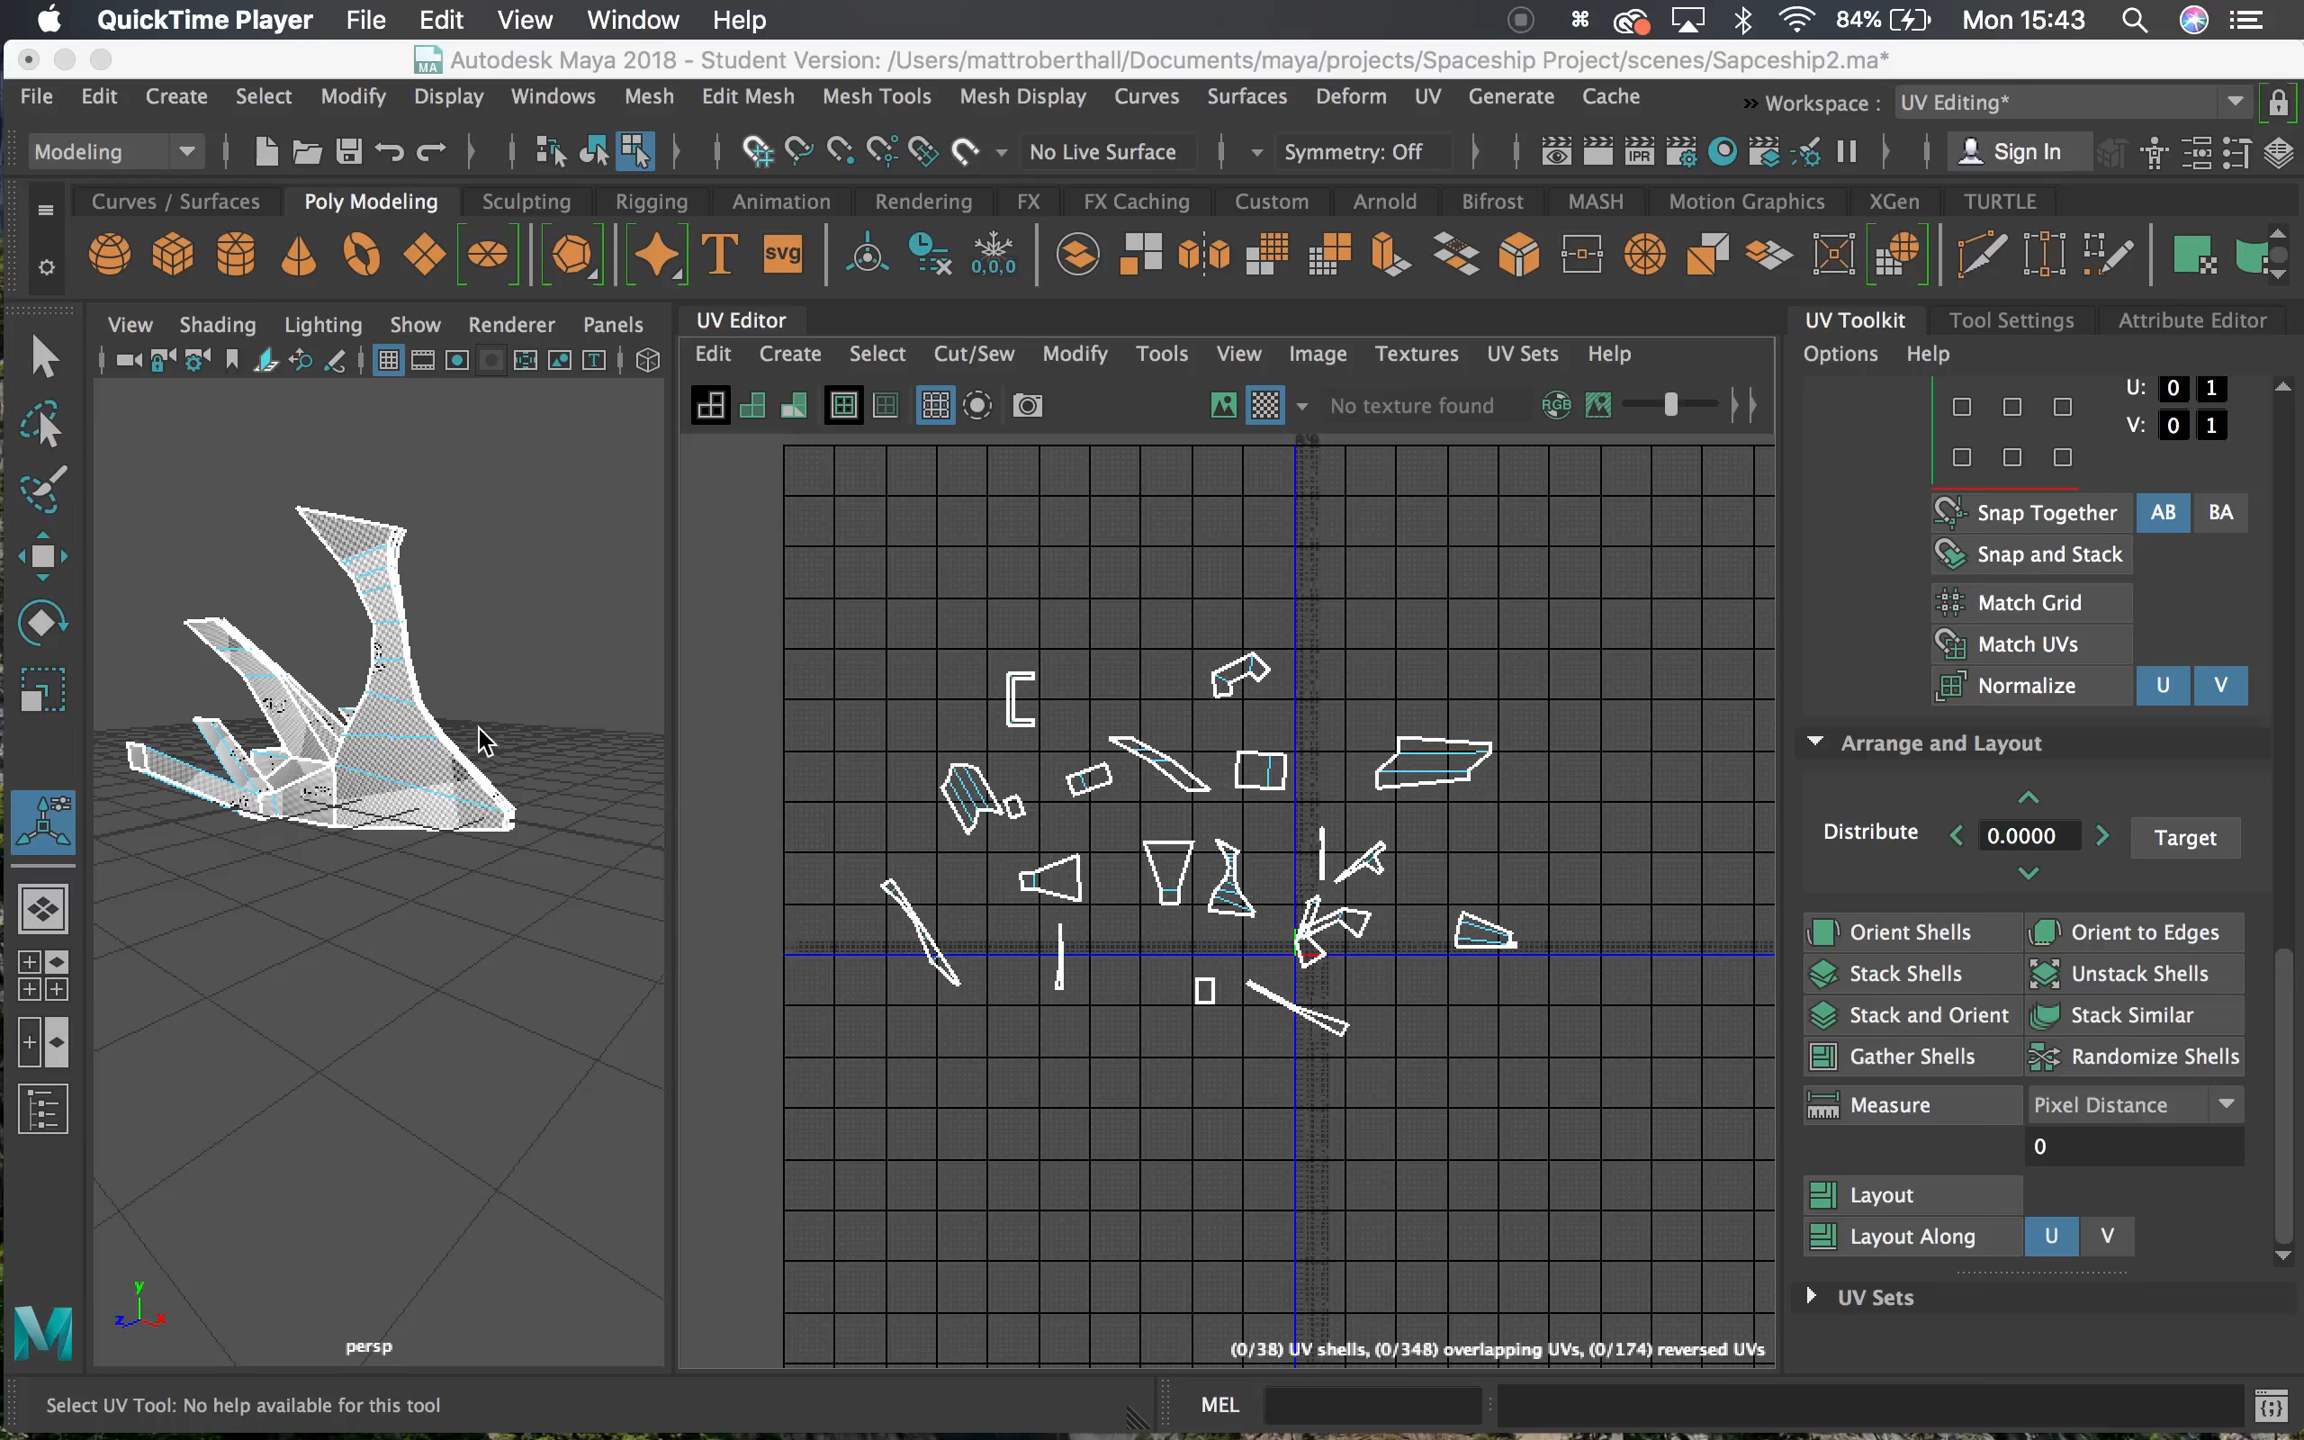 QuickTime Player File Edit View Window Help 84% Mon 15:43
MA Autodesk Maya 2018 - Student Version: /Users/mattroberthall/Documents/maya/projects/Spaceship Project/scenes/Sapceship2.ma*
File Edit Create Select Modify Display Windows Mesh Edit Mesh Mesh Tools Mesh Display Curves Surfaces Deform UV Generate Cache » Workspace : UV Editing*
Modeling No Live Surface Symmetry: Off IPR Sign In
Curves / Surfaces Poly Modeling Sculpting Rigging Animation Rendering FX FX Caching Custom Arnold Bifrost MASH Motion Graphics XGen TURTLE
T svg 0,0,0
View Shading Lighting Show Renderer Panels
UV Editor
UV Toolkit Tool Settings Attribute Editor
Edit Create Select Cut/Sew Modify Tools View Image Textures UV Sets Help
Options Help
No texture found RGB
U: 0 1
V: 0 1
Snap Together AB BA
Snap and Stack
Match Grid
Match UVs
Normalize U V
Arrange and Layout
Distribute 0.0000 Target
Orient Shells Orient to Edges
Stack Shells Unstack Shells
Stack and Orient Stack Similar
Gather Shells Randomize Shells
Measure Pixel Distance
0
Layout
Layout Along U V
UV Sets
y
z x
persp
(0/38) UV shells, (0/348) overlapping UVs, (0/174) reversed UVs
Select UV Tool: No help available for this tool
MEL